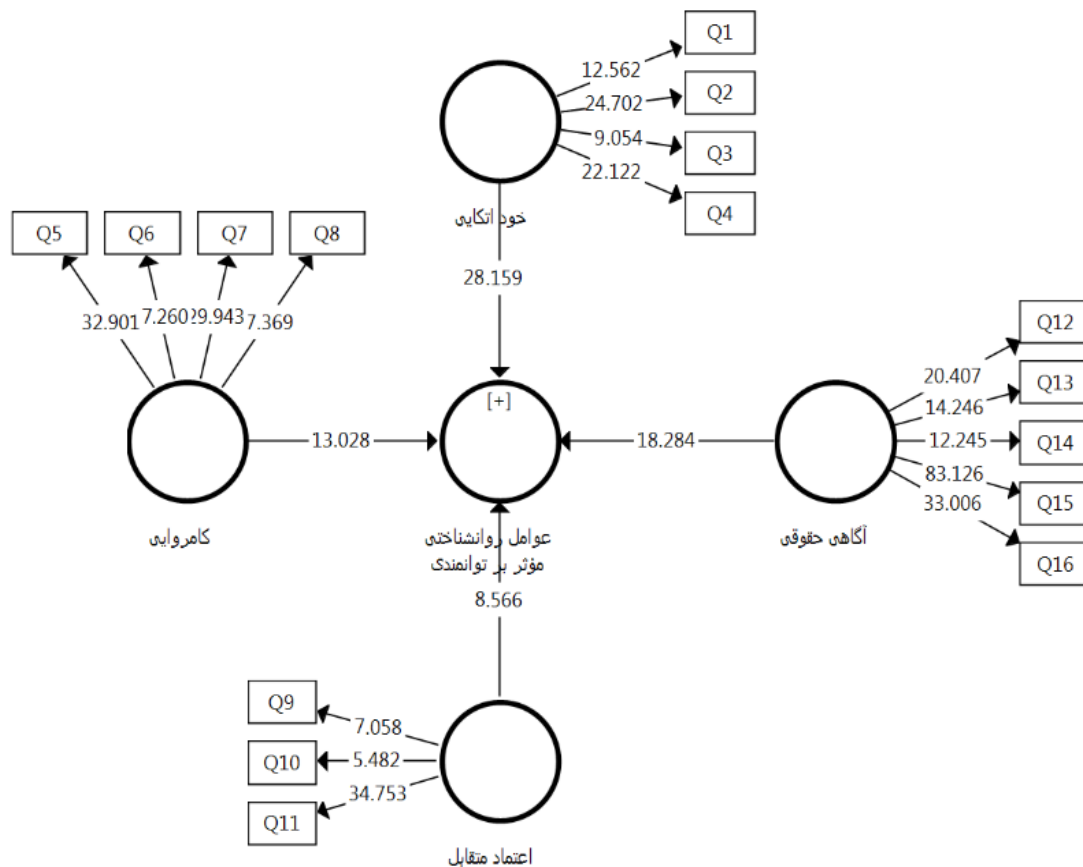 Q1
12.562
Q2
24.702
Q3
9.054
Q4
22.122
خود اتکایی
28.159
Q5
Q6
Q7
Q8
32.901
7.260
29.943
7.369
کامروایی
13.028
[+]
عوامل روانشناختی
مؤثر بر توانمندی
18.284
Q12
20.407
Q13
14.246
Q14
12.245
Q15
83.126
Q16
33.006
آگاهی حقوقی
8.566
Q9
7.058
Q10
5.482
Q11
34.753
اعتماد متقابل